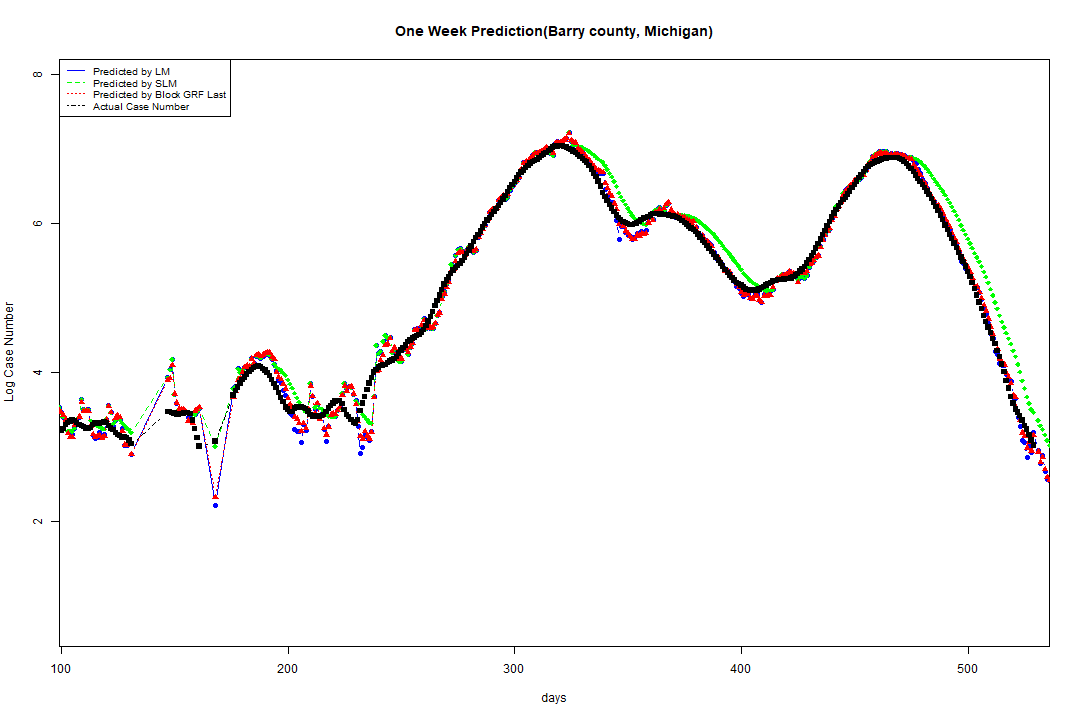 One Week Prediction(Barry county, Michigan)
Predicted by LM
Predicted by SLM
Predicted by Block GRF Last
Actual Case Number
8
6
4
2
Log Case Number
100 200 300 400 500
days